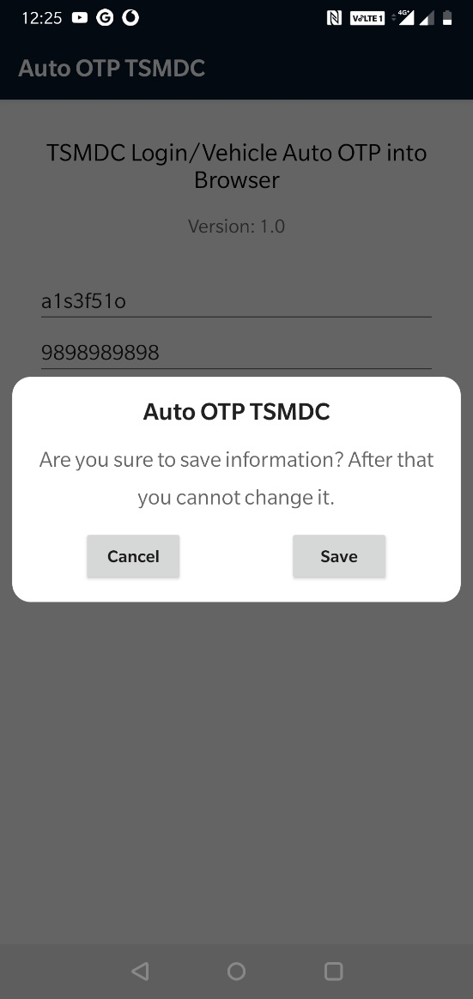 12:25 VoLTE 1 4G+
Auto OTP TSMDC
TSMDC Login/Vehicle Auto OTP into
Browser
Version: 1.0
a1s3f51o
9898989898
Auto OTP TSMDC
Are you sure to save information? After that
you cannot change it.
Cancel Save